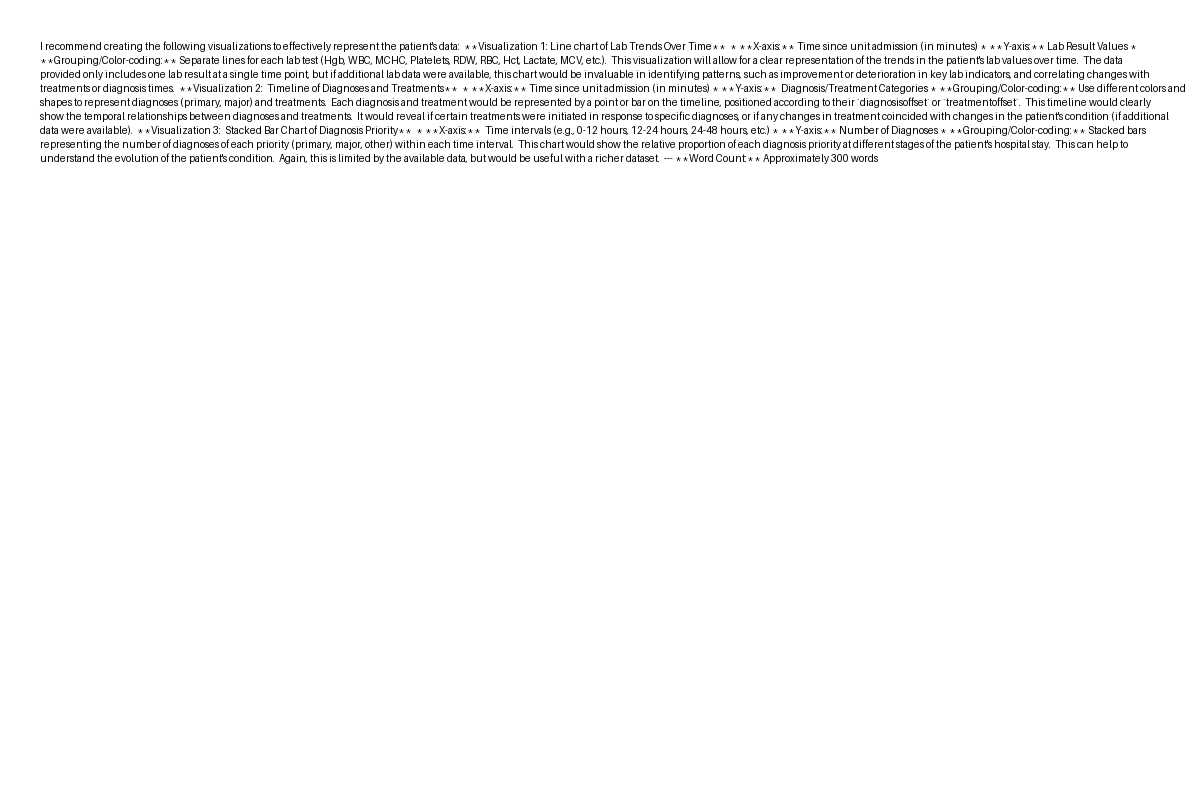 I recommend creating the following visualizations to effectively represent the patient's data:  **Visualization 1: Line chart of Lab Trends Over Time**  * **X-axis:** Time since unit admission (in minutes) * **Y-axis:** Lab Result Values *
**Grouping/Color-coding:** Separate lines for each lab test (Hgb, WBC, MCHC, Platelets, RDW, RBC, Hct, Lactate, MCV, etc.).  This visualization will allow for a clear representation of the trends in the patient's lab values over time.  The data
provided only includes one lab result at a single time point, but if additional lab data were available, this chart would be invaluable in identifying patterns, such as improvement or deterioration in key lab indicators, and correlating changes with
treatments or diagnosis times.  **Visualization 2:  Timeline of Diagnoses and Treatments**  * **X-axis:** Time since unit admission (in minutes) * **Y-axis:**  Diagnosis/Treatment Categories * **Grouping/Color-coding:** Use different colors and
shapes to represent diagnoses (primary, major) and treatments.  Each diagnosis and treatment would be represented by a point or bar on the timeline, positioned according to their `diagnosisoffset` or `treatmentoffset`.  This timeline would clearly
show the temporal relationships between diagnoses and treatments.  It would reveal if certain treatments were initiated in response to specific diagnoses, or if any changes in treatment coincided with changes in the patient's condition (if additional
data were available).  **Visualization 3:  Stacked Bar Chart of Diagnosis Priority**  * **X-axis:**  Time intervals (e.g., 0-12 hours, 12-24 hours, 24-48 hours, etc.) * **Y-axis:** Number of Diagnoses * **Grouping/Color-coding:** Stacked bars
representing the number of diagnoses of each priority (primary, major, other) within each time interval.  This chart would show the relative proportion of each diagnosis priority at different stages of the patient's hospital stay.  This can help to
understand the evolution of the patient's condition.  Again, this is limited by the available data, but would be useful with a richer dataset.  --- **Word Count:** Approximately 300 words